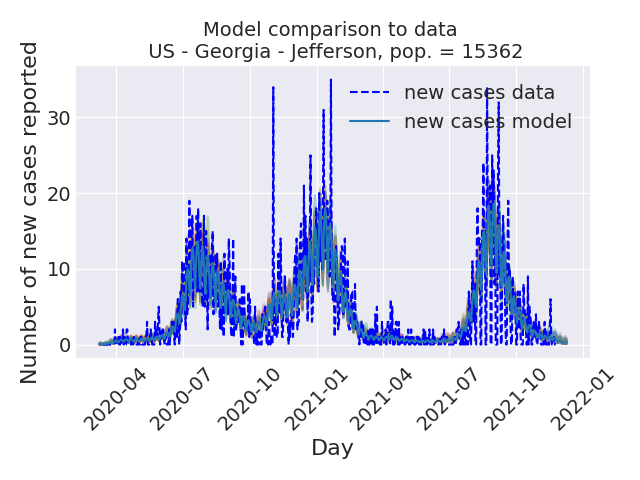 Model comparison to data
US - Georgia - Jefferson, pop. = 15362
Number of new cases reported
30
20
10
0
new cases data
new cases model
2020-04
2020-07
2020-10
2021-01
2021-04
2021-07
2021-10
2022-01
Day